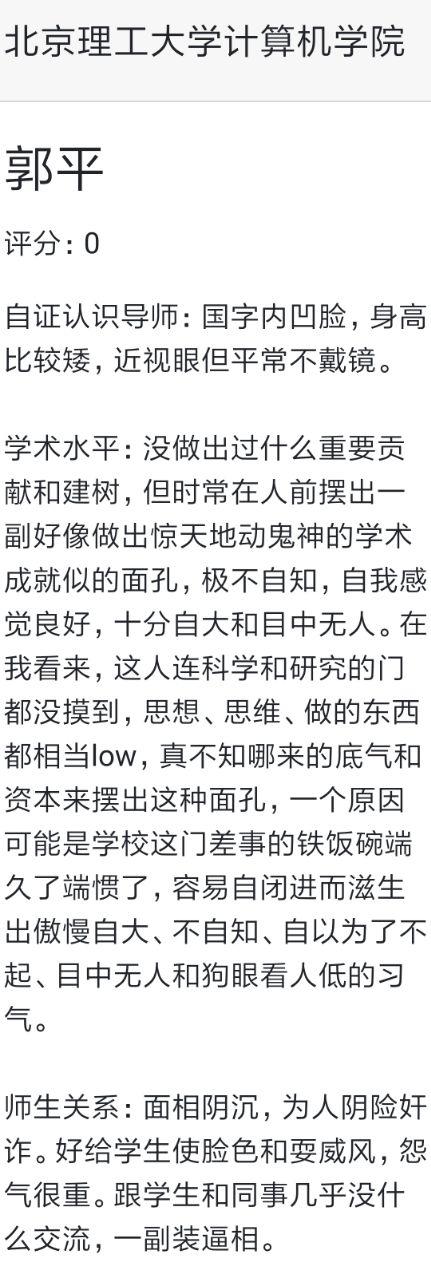 北京理工大学计算机学院
郭平
评分：0
自证认识导师：国字内凹脸，身高
比较矮，近视眼但平常不戴镜。
学术水平：没做出过什么重要贡
献和建树，但时常在人前摆出一
副好像做出惊天地动鬼神的学术
成就似的面孔，极不自知，自我感
觉良好，十分自大和目中无人。在
我看来，这人连科学和研究的门
都没摸到，思想、思维、做的东西
都相当low，真不知哪来的底气和
资本来摆出这种面孔，一个原因
可能是学校这门差事的铁饭碗端
久了端惯了，容易自闭进而滋生
出傲慢自大、不自知、自以为了不
起、目中无人和狗眼看人低的习
气。
师生关系：面相阴沉，为人阴险奸
诈。好给学生使脸色和耍威风，怨
气很重。跟学生和同事几乎没什
么交流，一副装逼相。